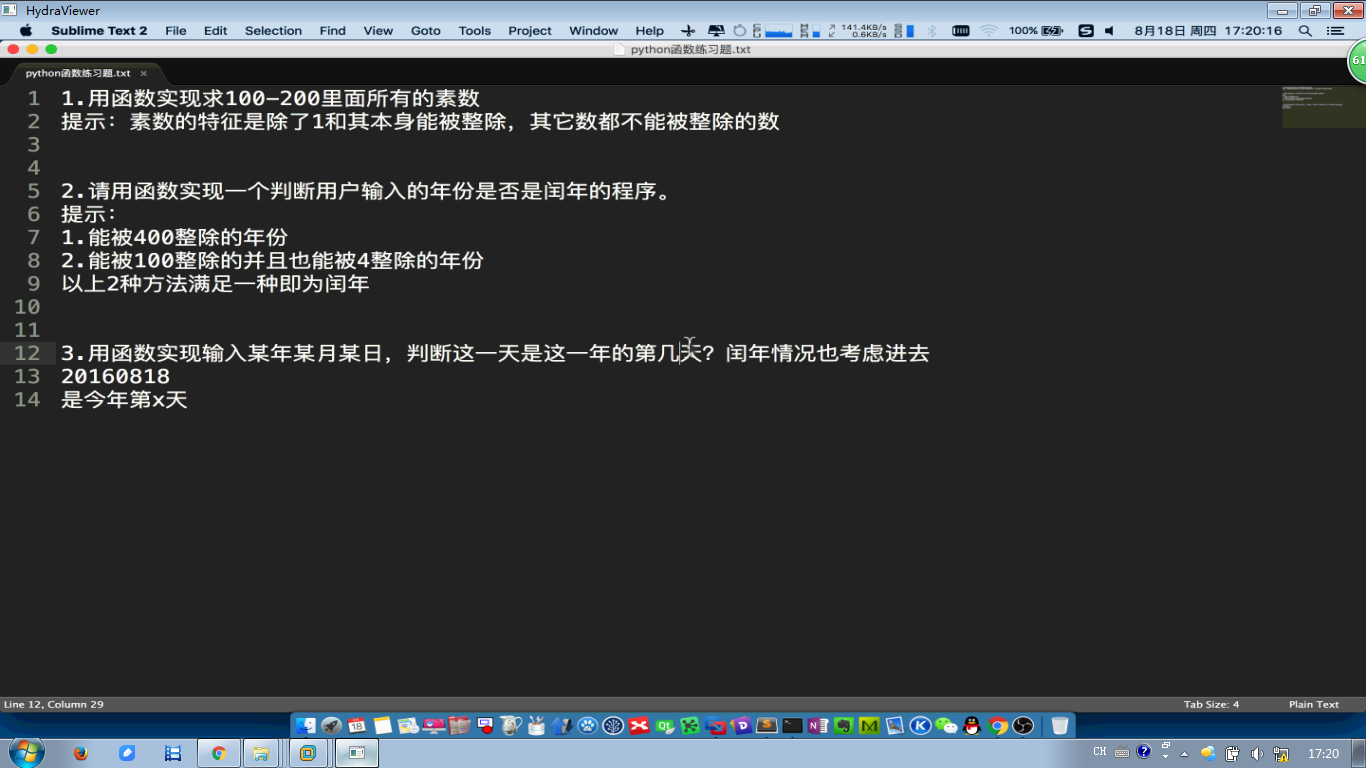 HydraViewer
Sublime Text 2 File Edit Selection Find View Goto Tools Project Window Help 141.4KB/s 0.6KB/s 100% 8月18日 周四 17:20:16
python函数练习题.txt
61
python函数练习题.txt ×
1 1.用函数实现求100-200里面所有的素数
2 提示: 素数的特征是除了1和其本身能被整除，其它数都不能被整除的数
3
4
5 2.请用函数实现一个判断用户输入的年份是否是闰年的程序。
6 提示:
7 1.能被400整除的年份
8 2.能被100整除的并且也能被4整除的年份
9 以上2种方法满足一种即为闰年
10
11
12 3.用函数实现输入某年某月某日，判断这一天是这一年的第几天? 闰年情况也考虑进去
13 20160818
14 是今年第x天
Line 12, Column 29 Tab Size: 4 Plain Text
CH 17:20